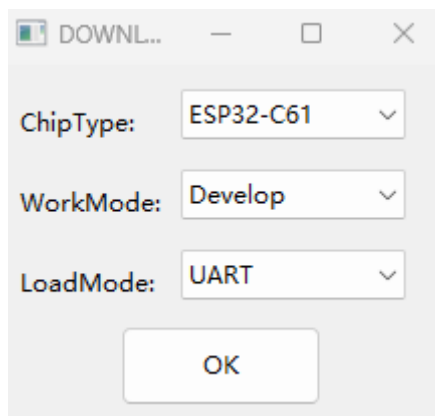 DOWNL...
ChipType: ESP32-C61
WorkMode: Develop
LoadMode: UART
OK